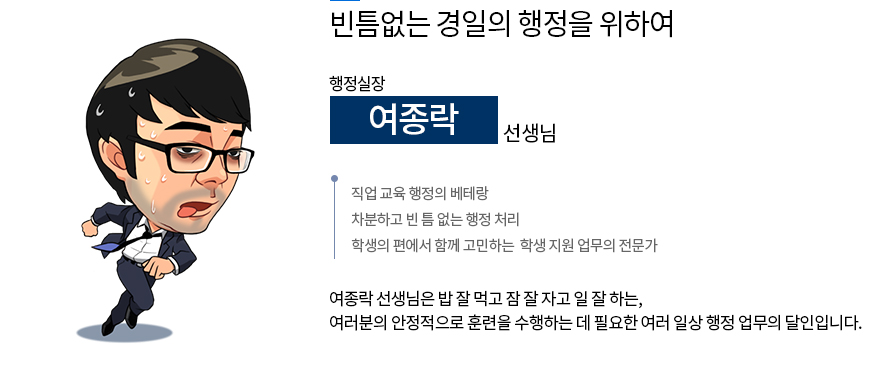 빈틈없는 경일의 행정을 위하여
행정실장
여종락 선생님
직업 교육 행정의 베테랑
차분하고 빈 틈 없는 행정 처리
학생의 편에서 함께 고민하는 학생 지원 업무의 전문가
여종락 선생님은 밥 잘 먹고 잠 잘 자고 일 잘 하는,
여러분의 안정적으로 훈련을 수행하는 데 필요한 여러 일상 행정 업무의 달인입니다.